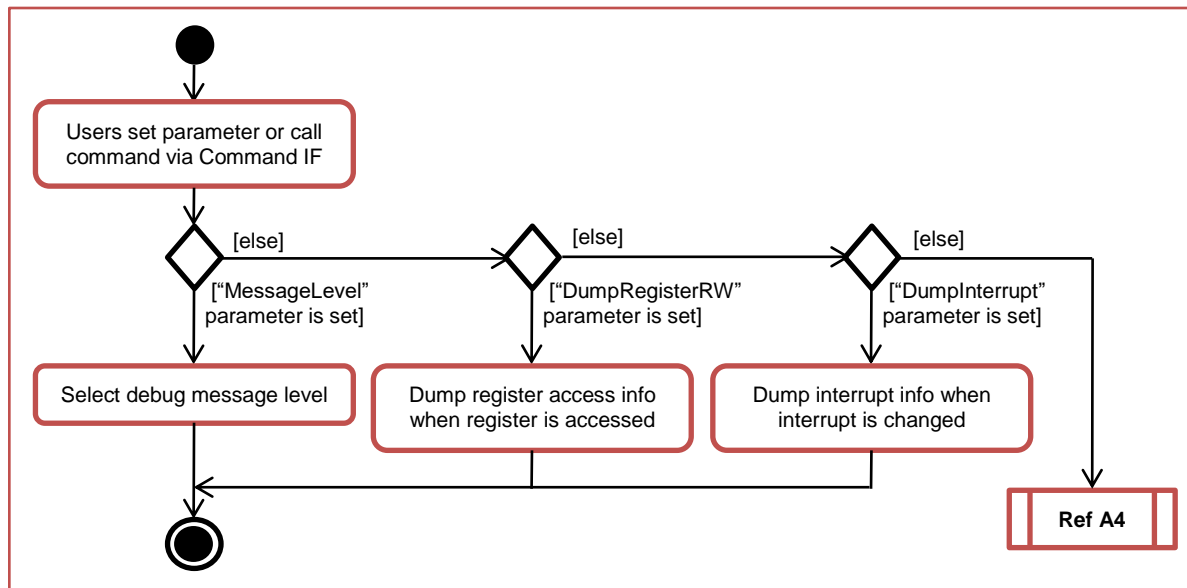 Users set parameter or call
command via Command IF
[else]
[else]
[else]
[“MessageLevel”
parameter is set]
[“DumpRegisterRW”
parameter is set]
[“DumpInterrupt”
parameter is set]
Select debug message level
Dump register access info
when register is accessed
Dump interrupt info when
interrupt is changed
Ref A4